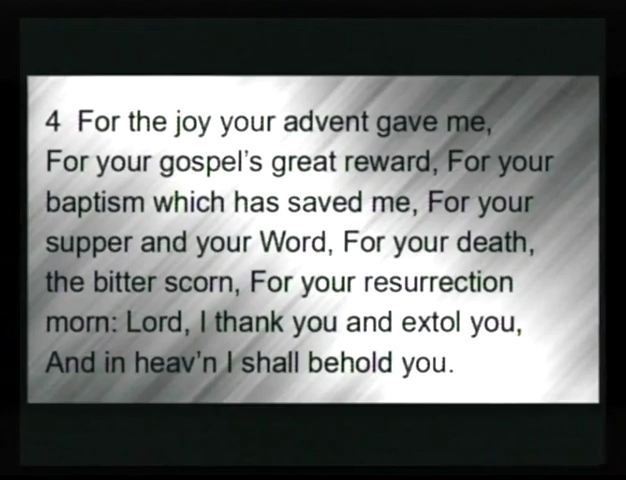 4 For the joy your advent gave me,
For your gospel's great reward, For your
baptism which has saved me, For your
supper and your Word, For your death,
the bitter scorn, For your resurrection
morn: Lord, I thank you and extol you,
And in heav'n I shall behold you.